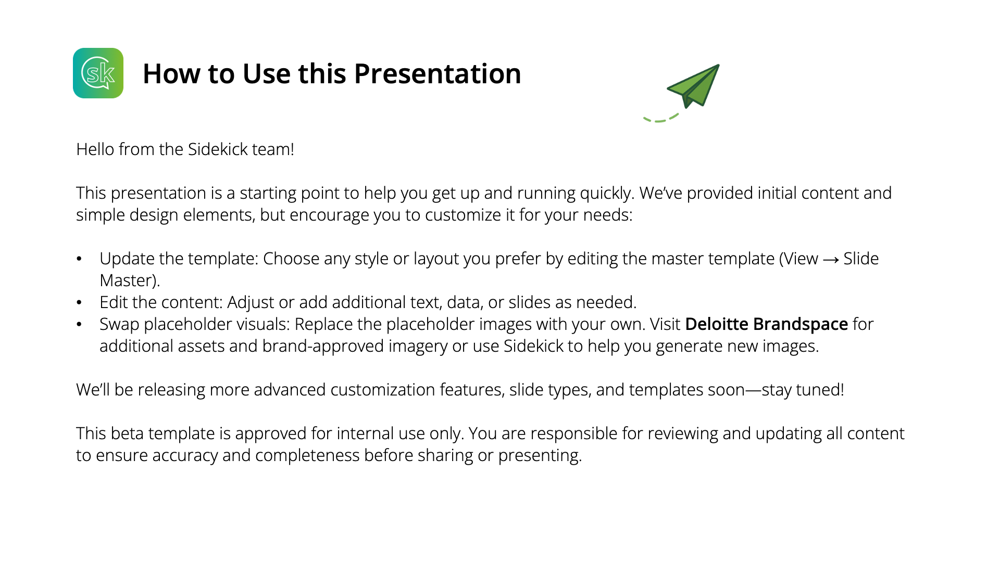 sk
How to Use this Presentation
Hello from the Sidekick team!
This presentation is a starting point to help you get up and running quickly. We’ve provided initial content and
simple design elements, but encourage you to customize it for your needs:
• Update the template: Choose any style or layout you prefer by editing the master template (View → Slide
Master).
• Edit the content: Adjust or add additional text, data, or slides as needed.
• Swap placeholder visuals: Replace the placeholder images with your own. Visit Deloitte Brandspace for
additional assets and brand-approved imagery or use Sidekick to help you generate new images.
We’ll be releasing more advanced customization features, slide types, and templates soon—stay tuned!
This beta template is approved for internal use only. You are responsible for reviewing and updating all content
to ensure accuracy and completeness before sharing or presenting.